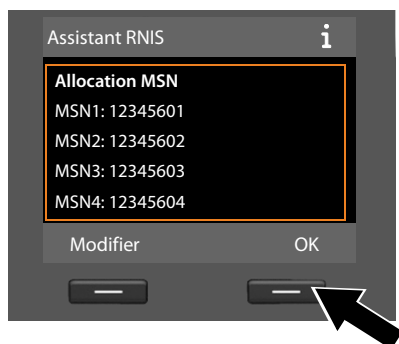 Assistant RNIS i
Allocation MSN
MSN1: 12345601
MSN2: 12345602
MSN3: 12345603
MSN4: 12345604
Modifier OK